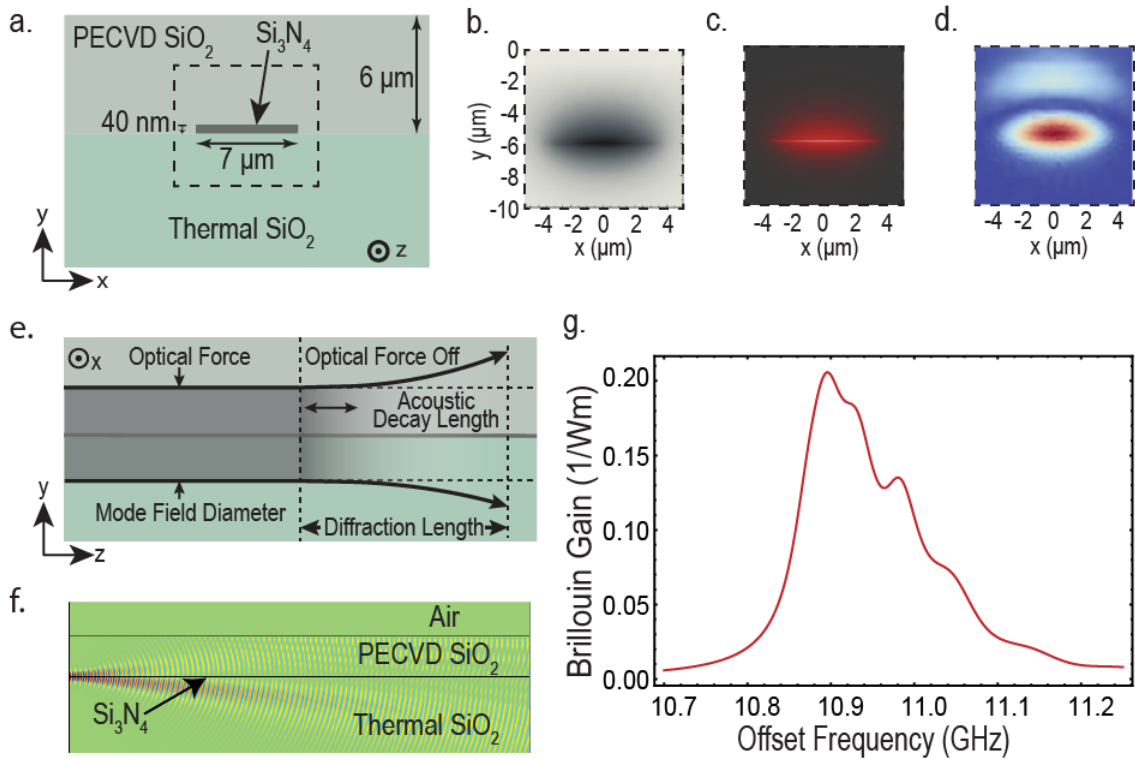 a.
PECVD SiO₂
Si₃N₄
6 μm
40 nm
7 μm
Thermal SiO₂
y
x
z
b.
0
-2
-4
-6
-8
-10
y (μm)
-4 -2 0 2 4
x (μm)
c.
-4 -2 0 2 4
x (μm)
d.
-4 -2 0 2 4
x (μm)
e.
x
Optical Force
Optical Force Off
Acoustic
Decay Length
Mode Field Diameter
Diffraction Length
y
z
f.
Air
PECVD SiO₂
Si₃N₄
Thermal SiO₂
g.
Brillouin Gain (1/Wm)
0.20
0.15
0.10
0.05
0.00
10.7 10.8 10.9 11.0 11.1 11.2
Offset Frequency (GHz)